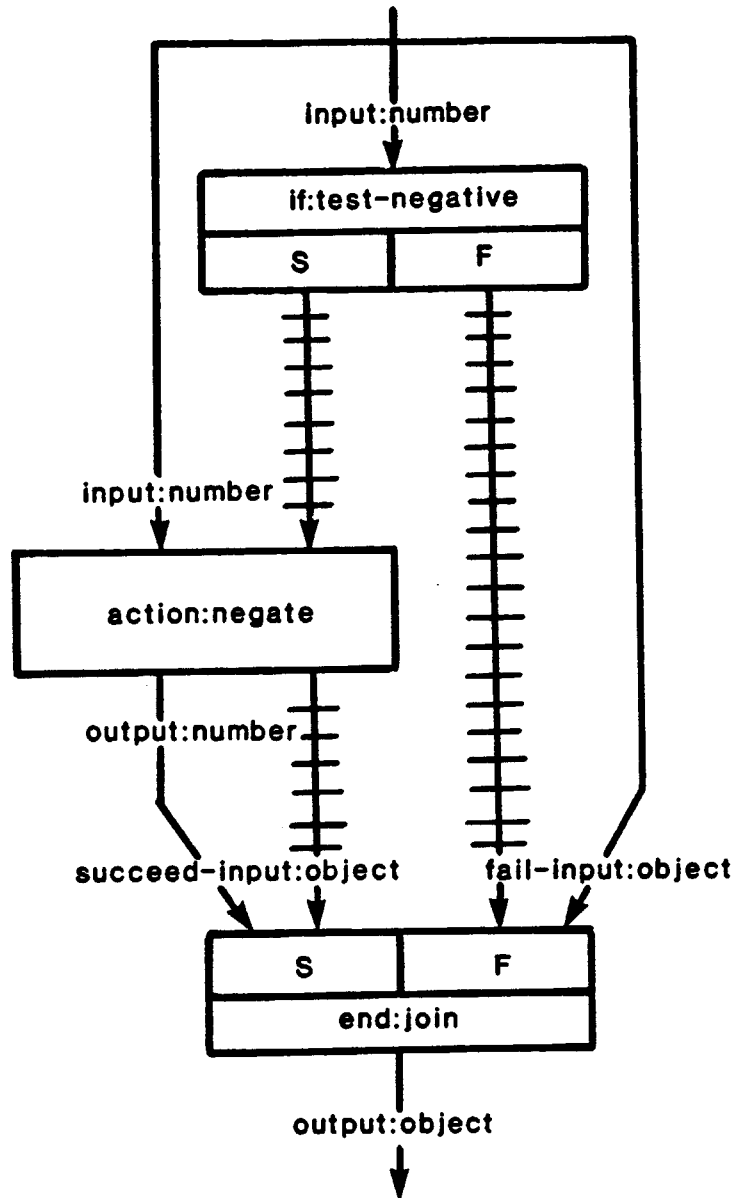 input:number
if:test-negative
S F
input:number
action:negate
output:number
succeed-input:object fail-input:object
S F
end:join
output:object